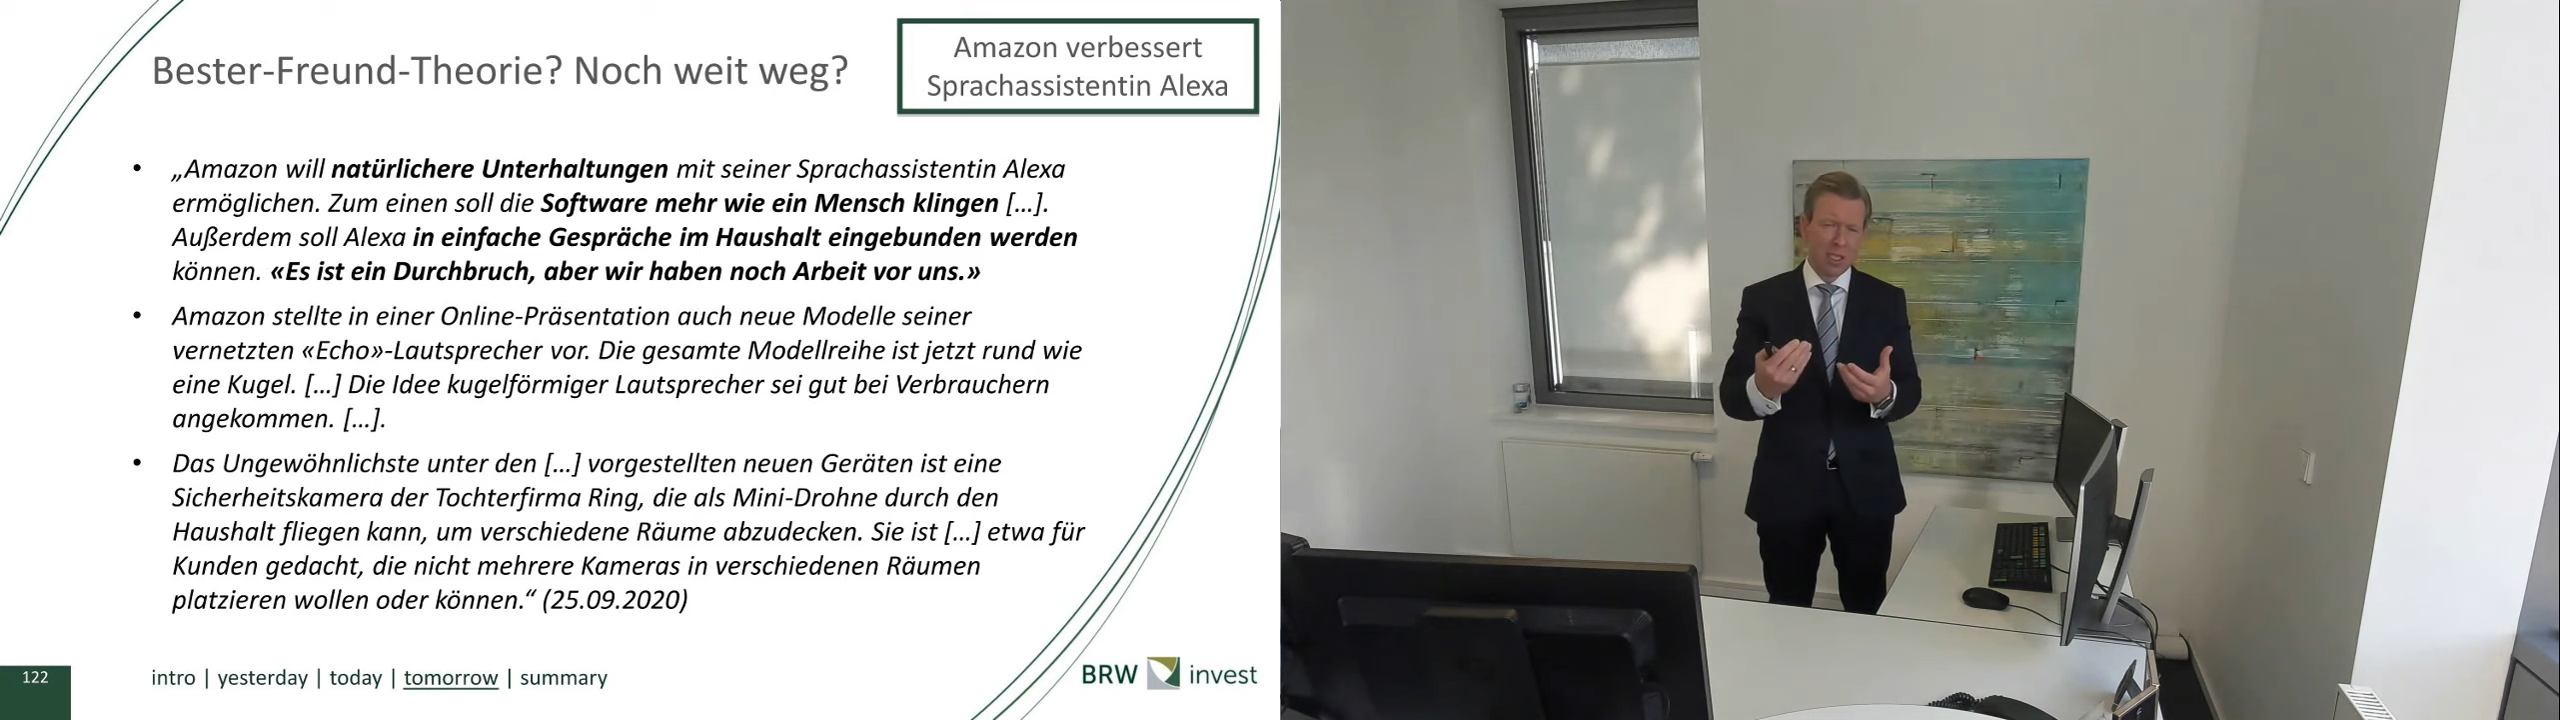 Bester-Freund-Theorie? Noch weit weg?
Amazon verbessert
Sprachassistentin Alexa
• „Amazon will natürlichere Unterhaltungen mit seiner Sprachassistentin Alexa
ermöglichen. Zum einen soll die Software mehr wie ein Mensch klingen […].
Außerdem soll Alexa in einfache Gespräche im Haushalt eingebunden werden
können. «Es ist ein Durchbruch, aber wir haben noch Arbeit vor uns.»
• Amazon stellte in einer Online-Präsentation auch neue Modelle seiner
vernetzten «Echo»-Lautsprecher vor. Die gesamte Modellreihe ist jetzt rund wie
eine Kugel. […] Die Idee kugelförmiger Lautsprecher sei gut bei Verbrauchern
angekommen. […].
• Das Ungewöhnlichste unter den […] vorgestellten neuen Geräten ist eine
Sicherheitskamera der Tochterfirma Ring, die als Mini-Drohne durch den
Haushalt fliegen kann, um verschiedene Räume abzudecken. Sie ist […] etwa für
Kunden gedacht, die nicht mehrere Kameras in verschiedenen Räumen
platzieren wollen oder können.“ (25.09.2020)
122
intro | yesterday | today | tomorrow | summary
BRW invest